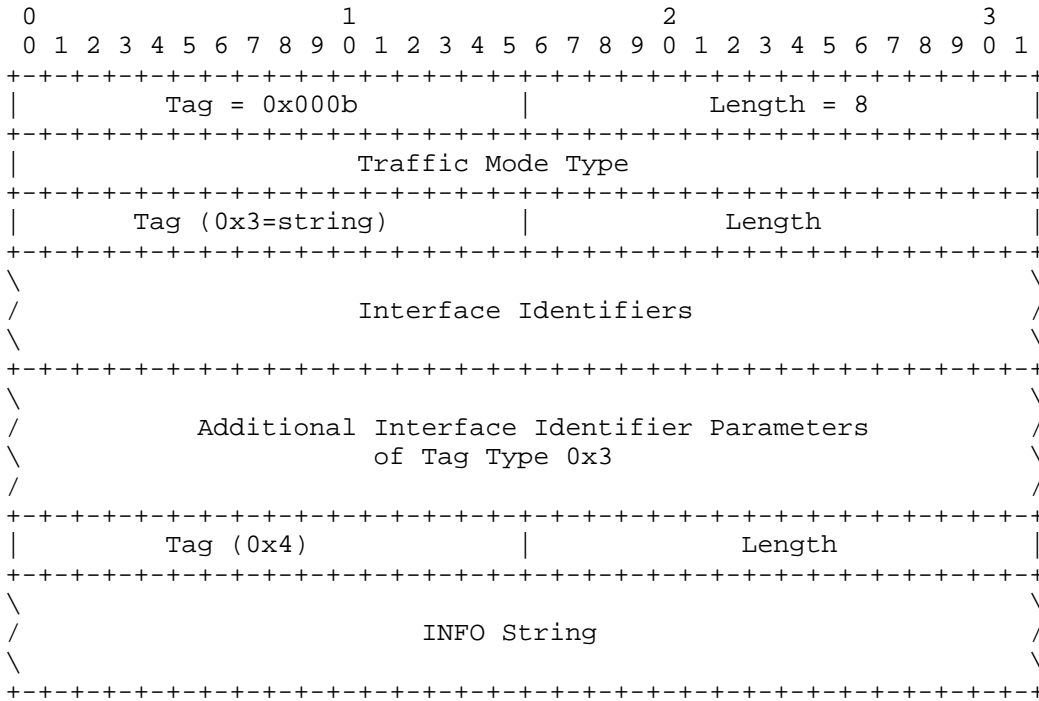 0                   1                   2                   3
 0 1 2 3 4 5 6 7 8 9 0 1 2 3 4 5 6 7 8 9 0 1 2 3 4 5 6 7 8 9 0 1
+-+-+-+-+-+-+-+-+-+-+-+-+-+-+-+-+-+-+-+-+-+-+-+-+-+-+-+-+-+-+-+-+
|         Tag = 0x000b          |           Length = 8          |
+-+-+-+-+-+-+-+-+-+-+-+-+-+-+-+-+-+-+-+-+-+-+-+-+-+-+-+-+-+-+-+-+
|                     Traffic Mode Type                         |
+-+-+-+-+-+-+-+-+-+-+-+-+-+-+-+-+-+-+-+-+-+-+-+-+-+-+-+-+-+-+-+-+
|       Tag (0x3=string)        |            Length             |
+-+-+-+-+-+-+-+-+-+-+-+-+-+-+-+-+-+-+-+-+-+-+-+-+-+-+-+-+-+-+-+-+
\                                                               \
/                     Interface Identifiers                     /
\                                                               \
+-+-+-+-+-+-+-+-+-+-+-+-+-+-+-+-+-+-+-+-+-+-+-+-+-+-+-+-+-+-+-+-+
\                                                               \
/           Additional Interface Identifier Parameters          /
\                      of Tag Type 0x3                          \
/                                                               /
+-+-+-+-+-+-+-+-+-+-+-+-+-+-+-+-+-+-+-+-+-+-+-+-+-+-+-+-+-+-+-+-+
|         Tag (0x4)             |             Length            |
+-+-+-+-+-+-+-+-+-+-+-+-+-+-+-+-+-+-+-+-+-+-+-+-+-+-+-+-+-+-+-+-+
\                                                               \
/                         INFO String                           /
\                                                               \
+-+-+-+-+-+-+-+-+-+-+-+-+-+-+-+-+-+-+-+-+-+-+-+-+-+-+-+-+-+-+-+-+